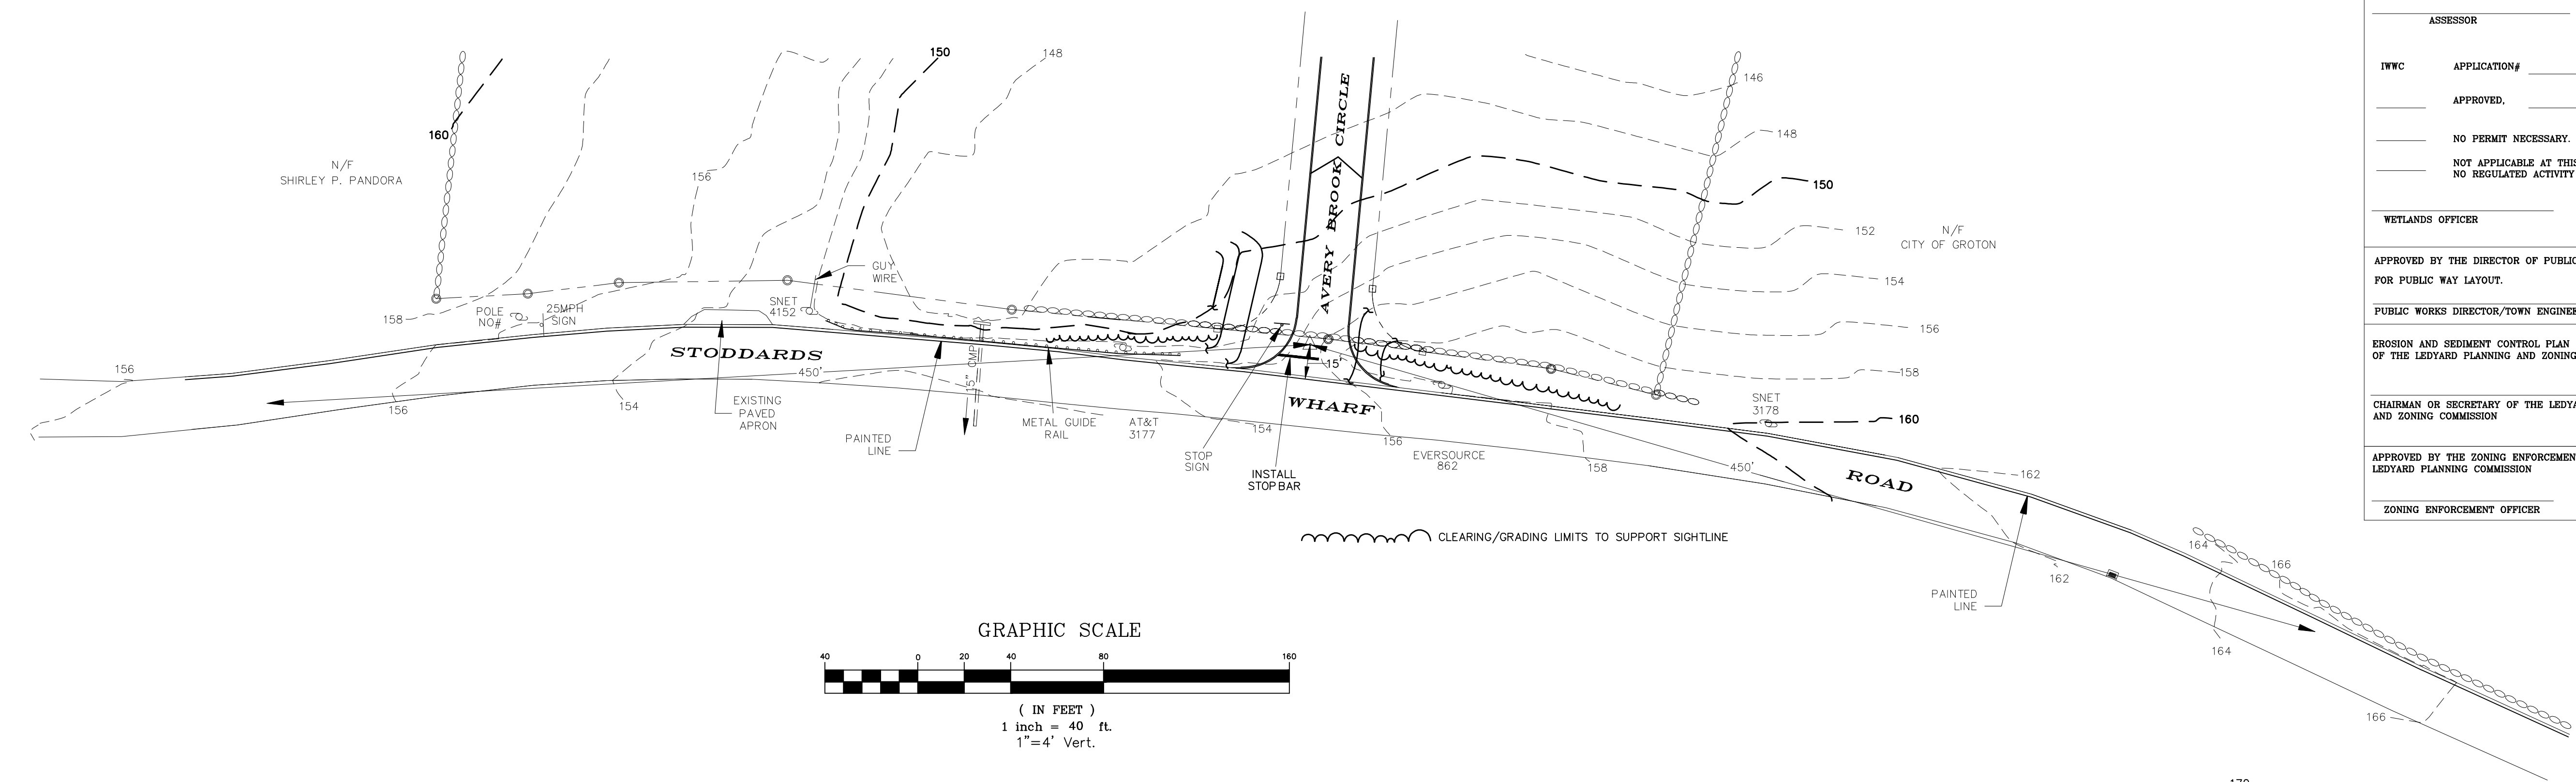 150
148
160
N/F
SHIRLEY P. PANDORA
156
GUY
WIRE
SNET
4152
POLE
NO#
25MPH
SIGN
158
156
STODDARDS
450'
156
154
EXISTING
PAVED
APRON
PAINTED
LINE
15" CMP
METAL GUIDE
RAIL
AT&T
3177
STOP
SIGN
INSTALL
STOP BAR
15'
AVERY BROOK CIRCLE
WHARF
154
156
EVERSOURCE
862
158
450'
146
148
150
152
N/F
CITY OF GROTON
154
156
158
SNET
3178
160
ROAD
162
162
PAINTED
LINE
164
166
164
166
170
CLEARING/GRADING LIMITS TO SUPPORT SIGHTLINE
GRAPHIC SCALE
40 0 20 40 80 160
( IN FEET )
1 inch = 40 ft.
1"=4' Vert.
ASSESSOR
IWWC APPLICATION#
APPROVED,
NO PERMIT NECESSARY.
NOT APPLICABLE AT THIS
NO REGULATED ACTIVITY
WETLANDS OFFICER
APPROVED BY THE DIRECTOR OF PUBLIC
FOR PUBLIC WAY LAYOUT.
PUBLIC WORKS DIRECTOR/TOWN ENGINEE
EROSION AND SEDIMENT CONTROL PLAN
OF THE LEDYARD PLANNING AND ZONING
CHAIRMAN OR SECRETARY OF THE LEDYA
AND ZONING COMMISSION
APPROVED BY THE ZONING ENFORCEMEN
LEDYARD PLANNING COMMISSION
ZONING ENFORCEMENT OFFICER